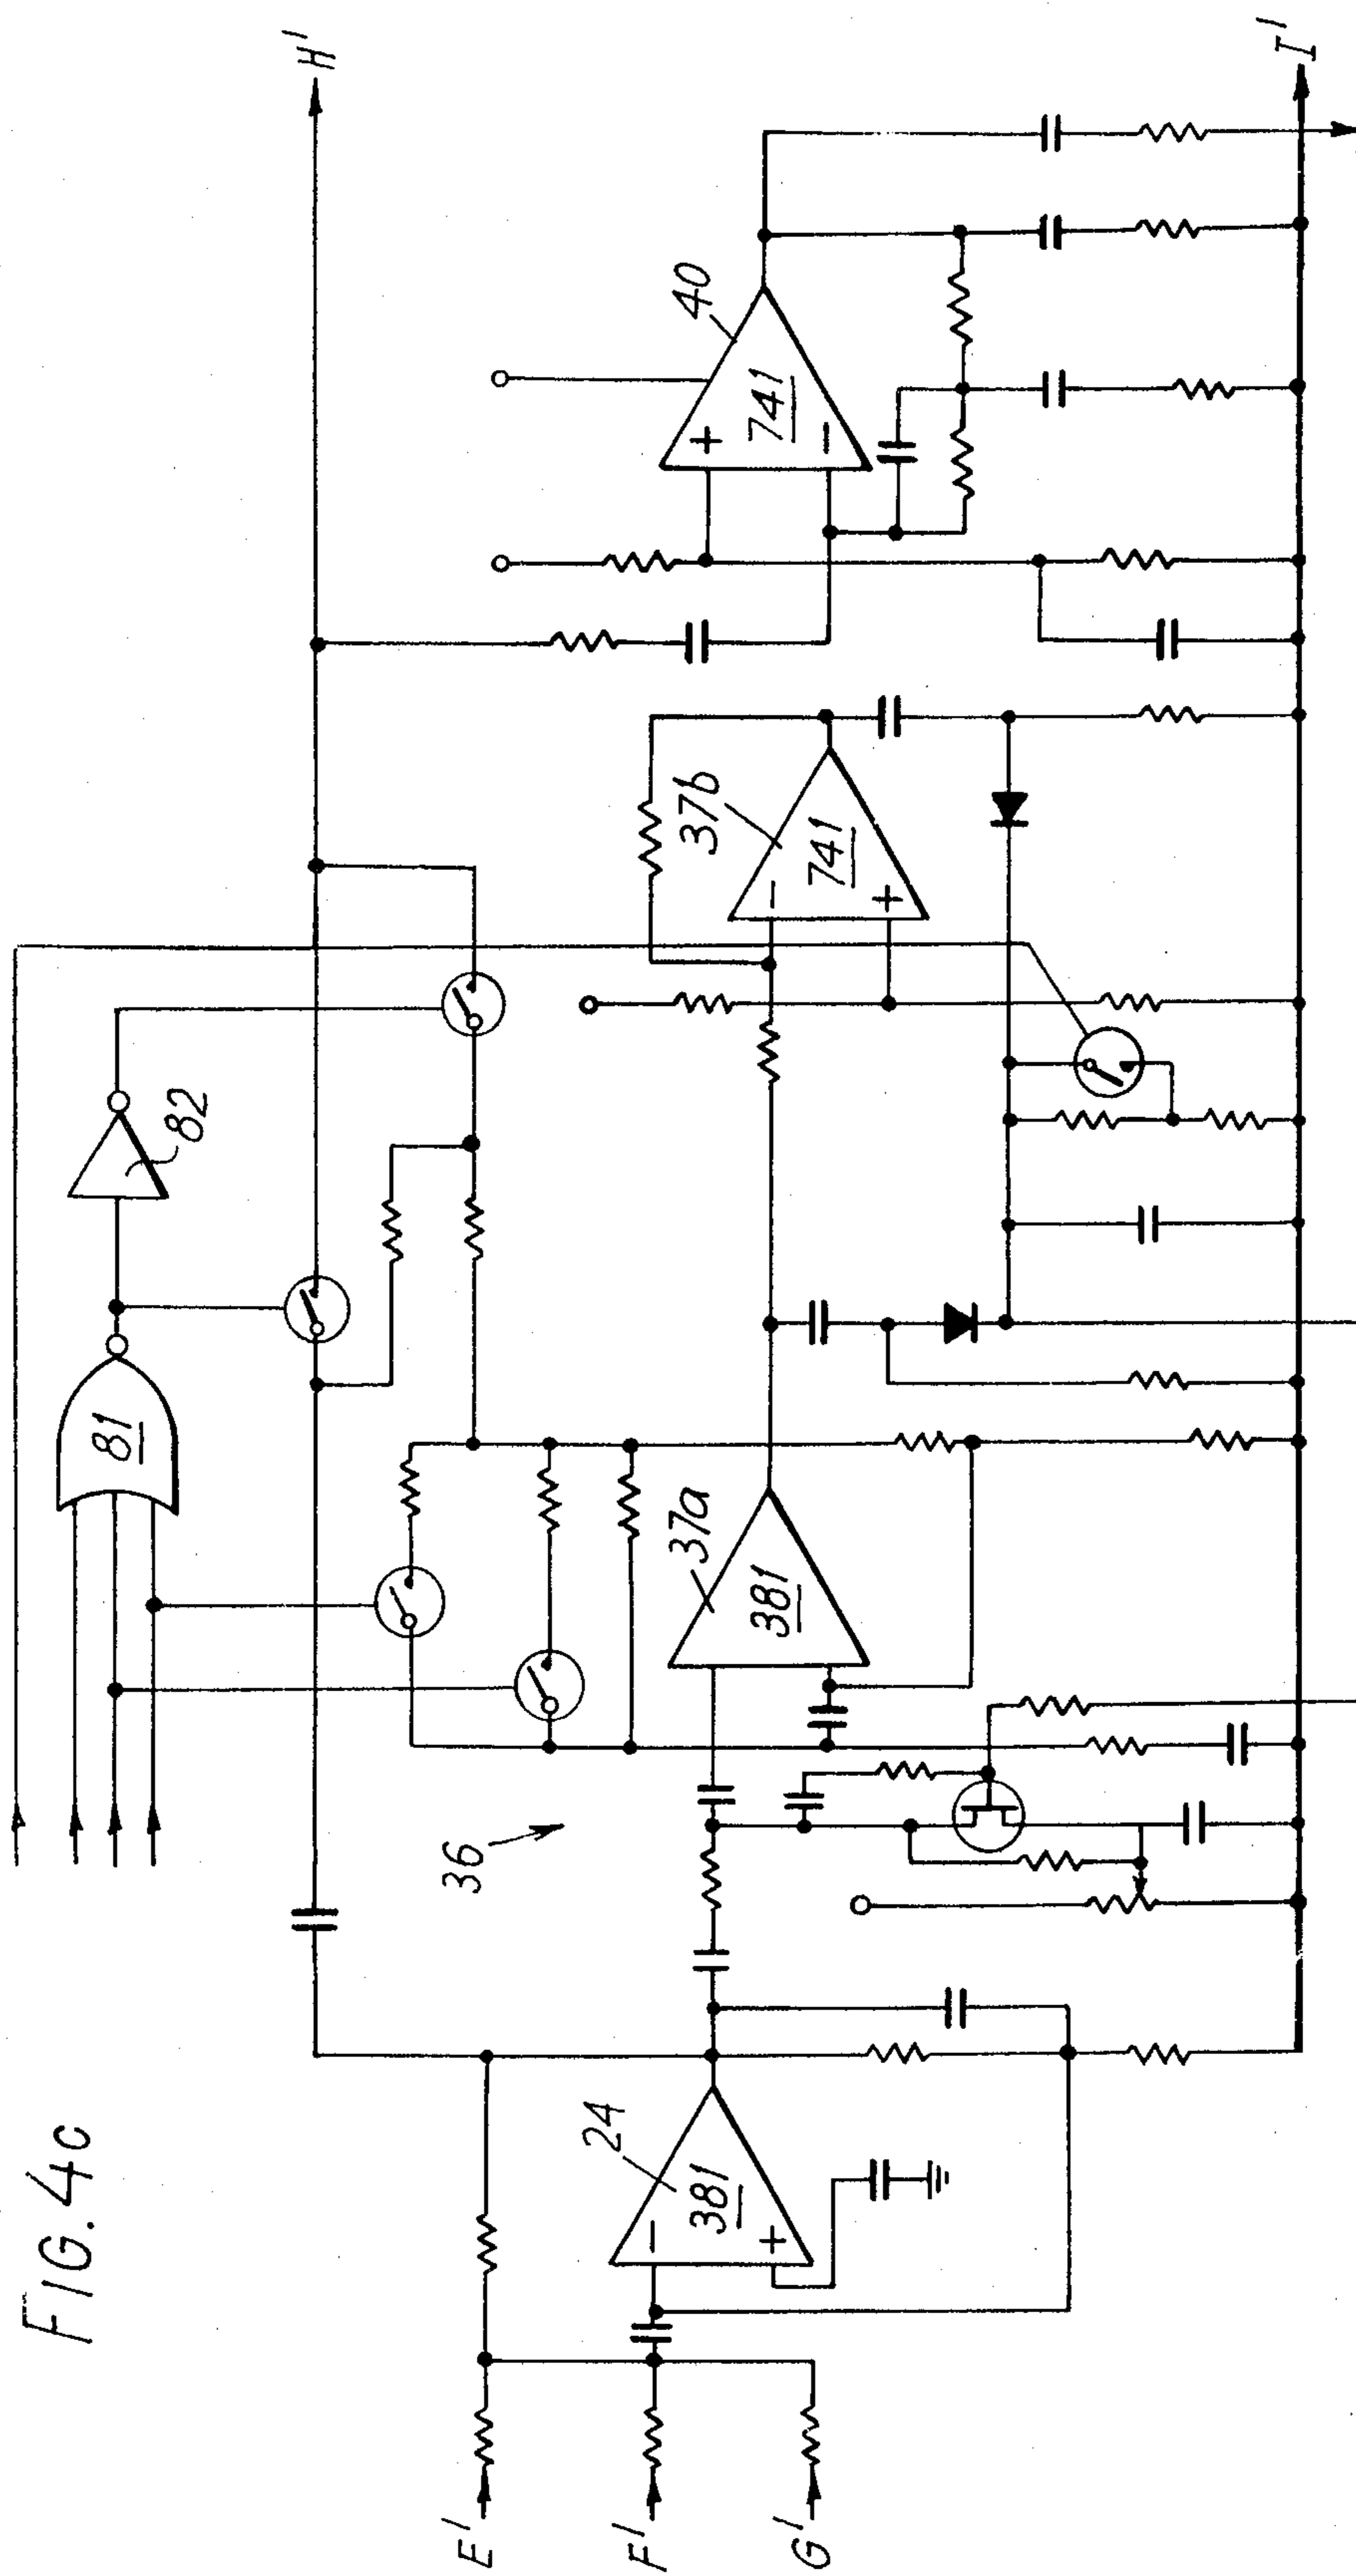 FIG. 4c
81
82
H'
36
E'
F'
G'
−
+
381
24
381
37a
−
+
741
37b
+
−
741
40
I'